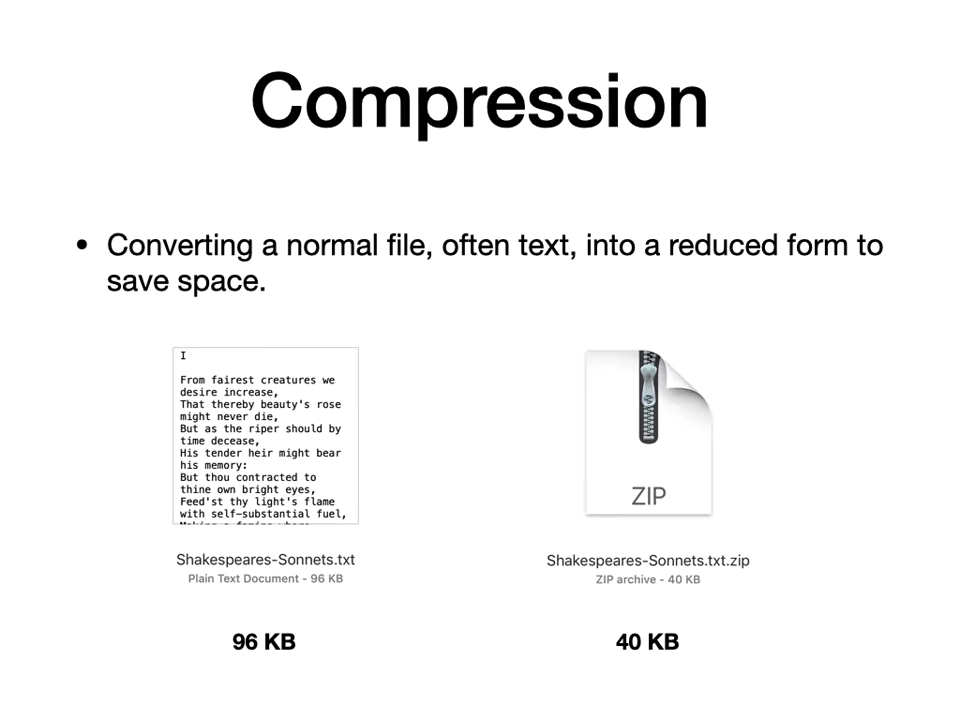 Compression
• Converting a normal file, often text, into a reduced form to
save space.
I
From fairest creatures we
desire increase,
That thereby beauty's rose
might never die,
But as the riper should by
time decease,
His tender heir might bear
his memory:
But thou contracted to
thine own bright eyes,
Feed'st thy light's flame
with self-substantial fuel,
ZIP
Shakespeares-Sonnets.txt
Plain Text Document - 96 KB
Shakespeares-Sonnets.txt.zip
ZIP archive - 40 KB
96 KB
40 KB